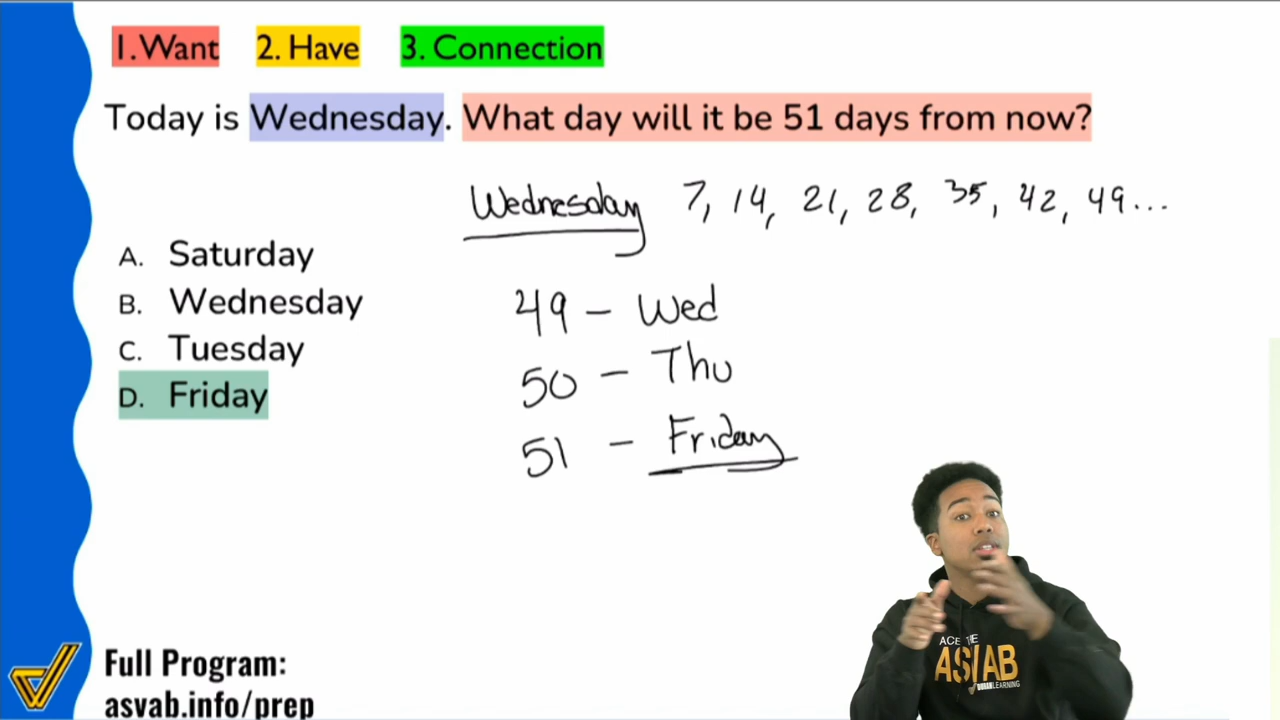 1. Want 2. Have 3. Connection
Today is Wednesday. What day will it be 51 days from now?
Wednesday 7, 14, 21, 28, 35, 42, 49...
A. Saturday
B. Wednesday
C. Tuesday
D. Friday
49 - Wed
50 - Thu
51 - Friday
ACE THE
ASVAB
DURAN LEARNING
Full Program:
asvab.info/prep